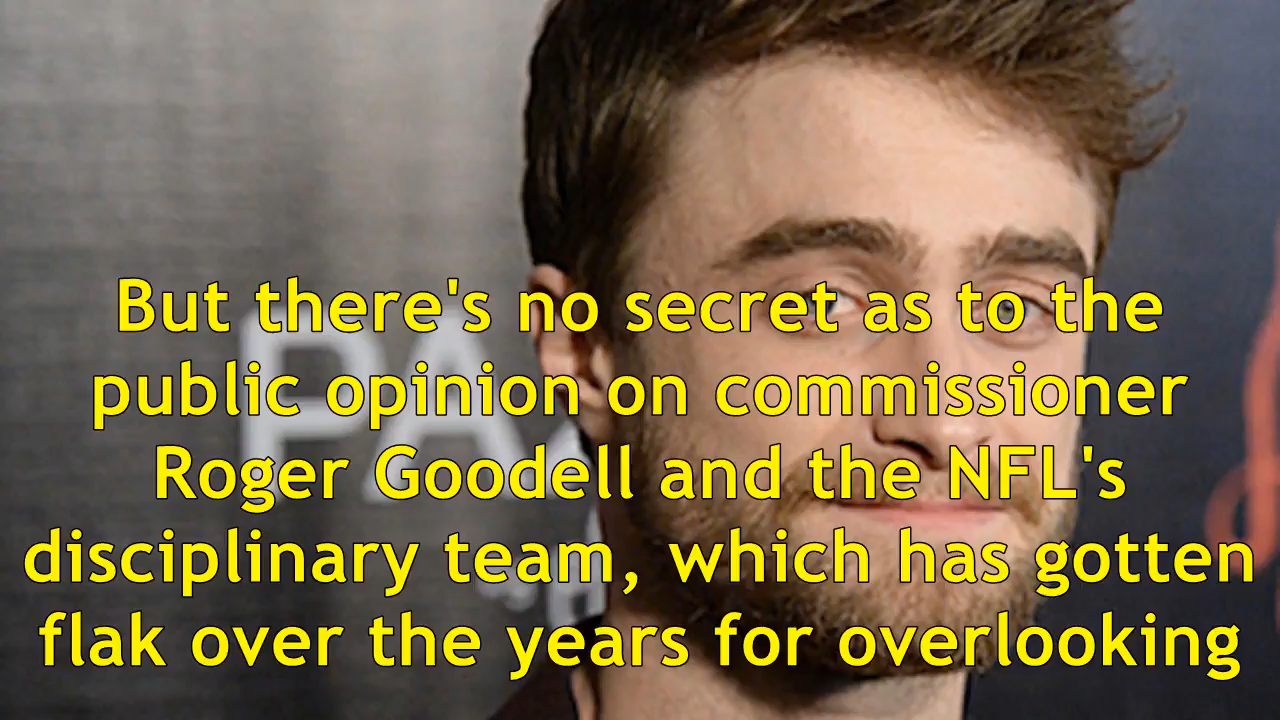 But there's no secret as to the
public opinion on commissioner
Roger Goodell and the NFL's
disciplinary team, which has gotten
flak over the years for overlooking
PA